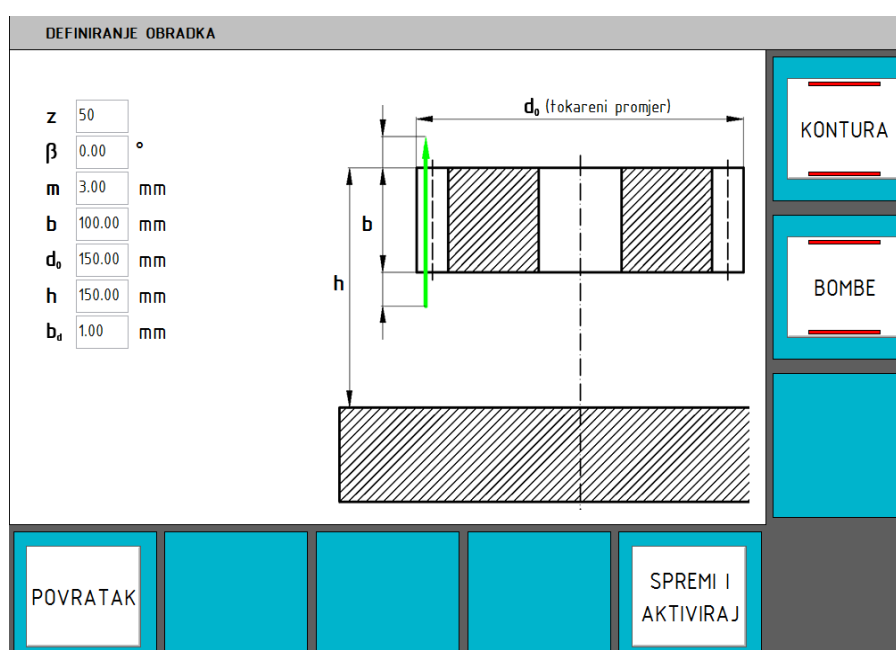 DEFINIRANJE OBRADKA
z 50
β 0.00 °
m 3.00 mm
b 100.00 mm
d₀ 150.00 mm
h 150.00 mm
b_d 1.00 mm
d₀ (tokareni promjer)
b
h
KONTURA
BOMBE
POVRATAK
SPREMI I
AKTIVIRAJ